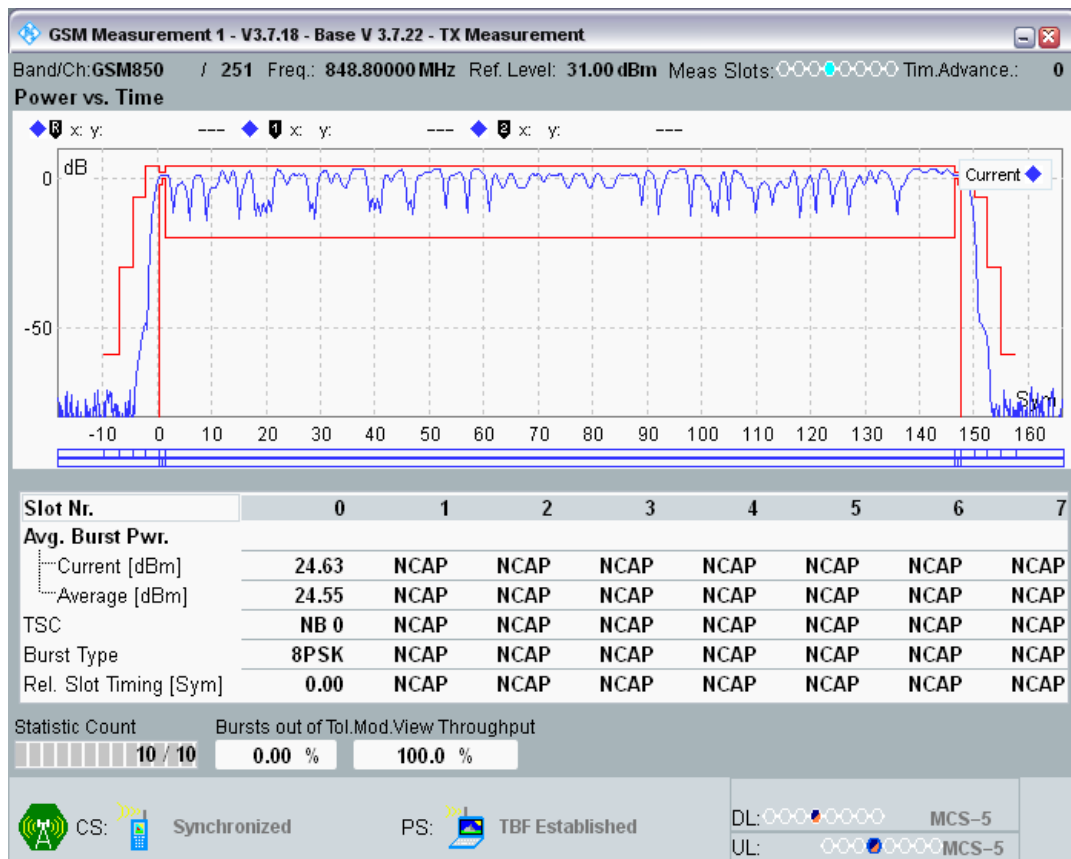 GSM Measurement 1 - V3.7.18 - Base V 3.7.22 - TX Measurement
Band/Ch:GSM850 / 251 Freq.: 848.80000 MHz Ref. Level: 31.00 dBm Meas Slots: Tim.Advance.: 0
Power vs. Time
R x: y: --- 1 x: y: --- 2 x: y: ---
dB
Current
0
-50
Sym
-10 0 10 20 30 40 50 60 70 80 90 100 110 120 130 140 150 160
Slot Nr. 0 1 2 3 4 5 6 7
Avg. Burst Pwr.
Current [dBm] 24.63 NCAP NCAP NCAP NCAP NCAP NCAP NCAP
Average [dBm] 24.55 NCAP NCAP NCAP NCAP NCAP NCAP NCAP
TSC NB 0 NCAP NCAP NCAP NCAP NCAP NCAP NCAP
Burst Type 8PSK NCAP NCAP NCAP NCAP NCAP NCAP NCAP
Rel. Slot Timing [Sym] 0.00 NCAP NCAP NCAP NCAP NCAP NCAP NCAP
Statistic Count Bursts out of Tol.Mod.View Throughput
10 / 10 0.00 % 100.0 %
CS: Synchronized PS: TBF Established
DL: MCS-5
UL: MCS-5